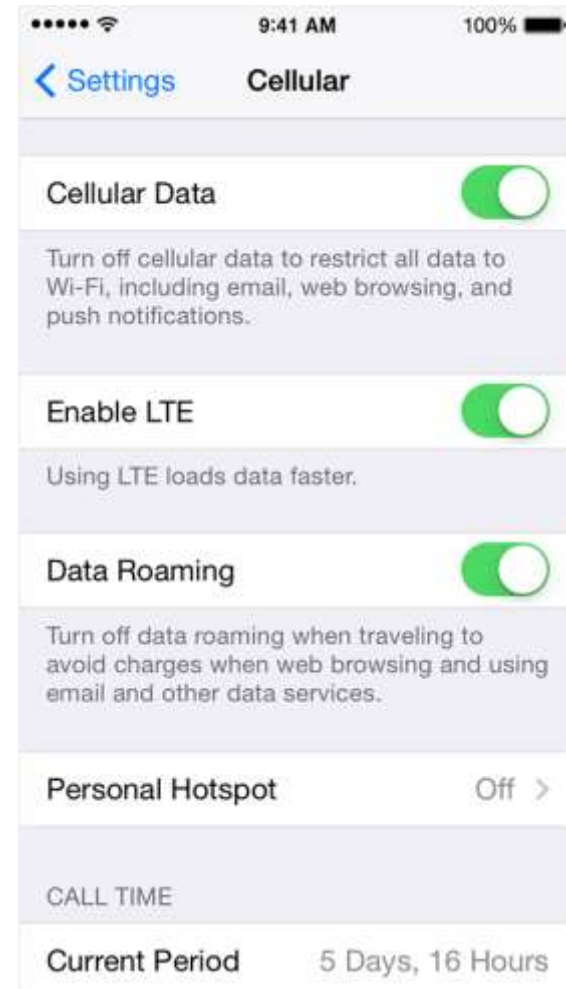 9:41 AM 100%
Settings Cellular
Cellular Data
Turn off cellular data to restrict all data to
Wi-Fi, including email, web browsing, and
push notifications.
Enable LTE
Using LTE loads data faster.
Data Roaming
Turn off data roaming when traveling to
avoid charges when web browsing and using
email and other data services.
Personal Hotspot Off
CALL TIME
Current Period 5 Days, 16 Hours